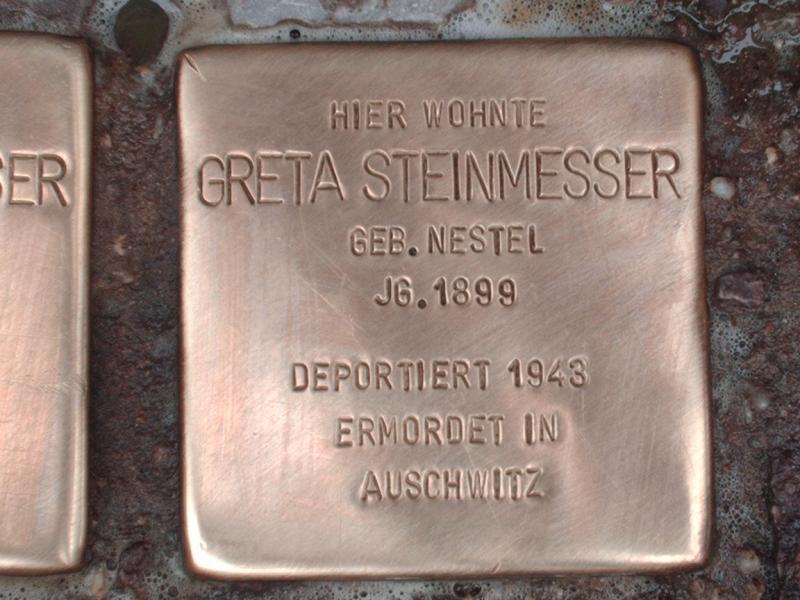 HIER WOHNTE
GRETA STEINMESSER
GEB. NESTEL
JG. 1899
DEPORTIERT 1943
ERMORDET IN
AUSCHWITZ
SER